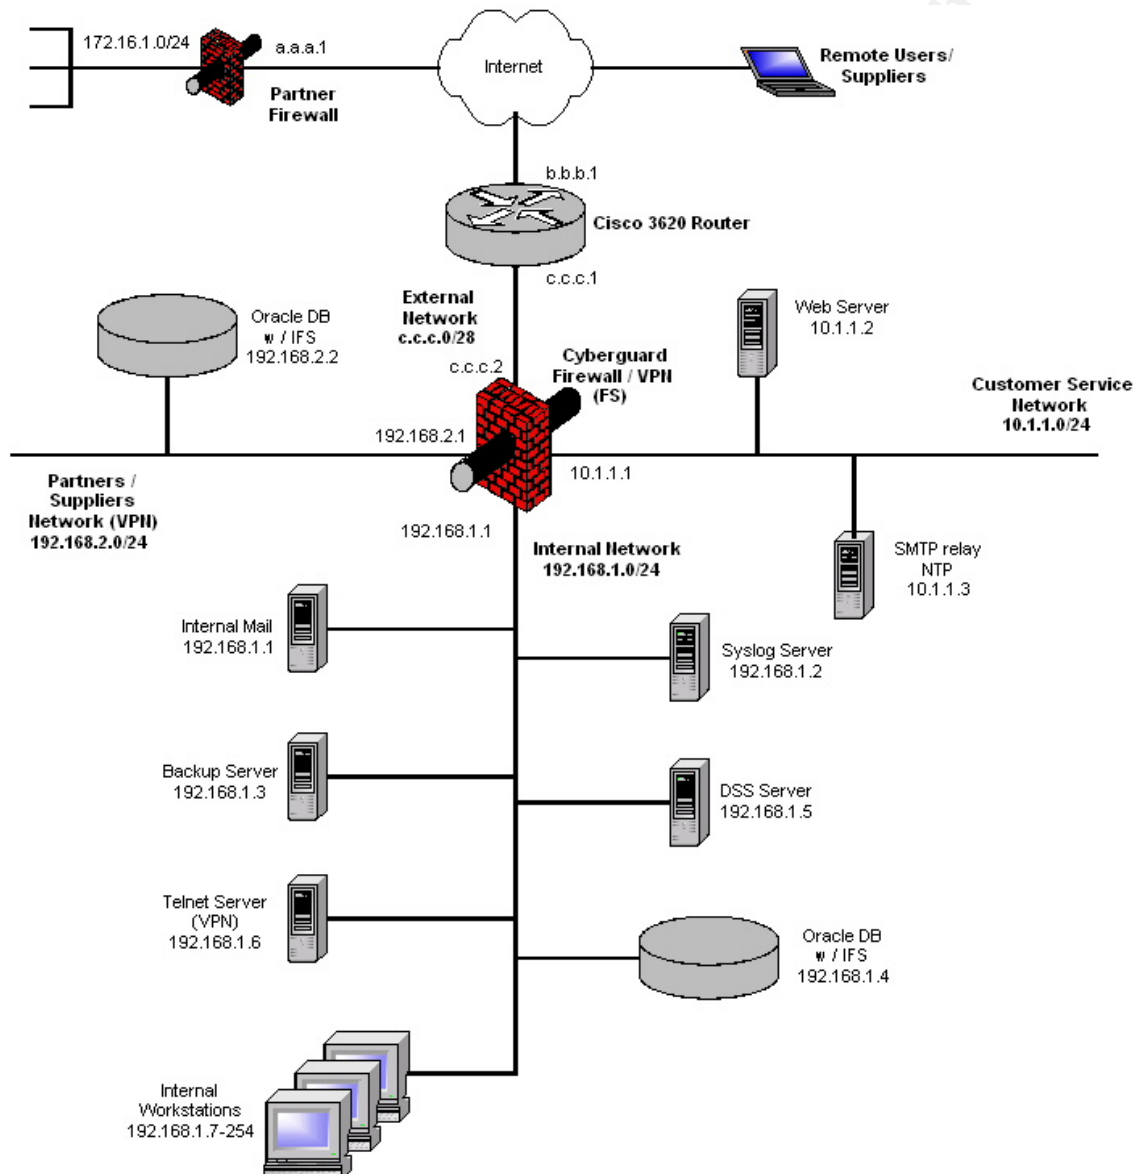 172.16.1.0/24
a.a.a.1
Partner
Firewall
Internet
Remote Users/
Suppliers
b.b.b.1
Cisco 3620 Router
c.c.c.1
External
Network
c.c.c.0/28
c.c.c.2
Oracle DB
w / IFS
192.168.2.2
Web Server
10.1.1.2
Cyberguard
Firewall / VPN
(FS)
Customer Service
Network
10.1.1.0/24
192.168.2.1
10.1.1.1
Partners /
Suppliers
Network (VPN)
192.168.2.0/24
192.168.1.1
Internal Network
192.168.1.0/24
SMTP relay
NTP
10.1.1.3
Internal Mail
192.168.1.1
Syslog Server
192.168.1.2
Backup Server
192.168.1.3
DSS Server
192.168.1.5
Telnet Server
(VPN)
192.168.1.6
Oracle DB
w / IFS
192.168.1.4
Internal
Workstations
192.168.1.7-254